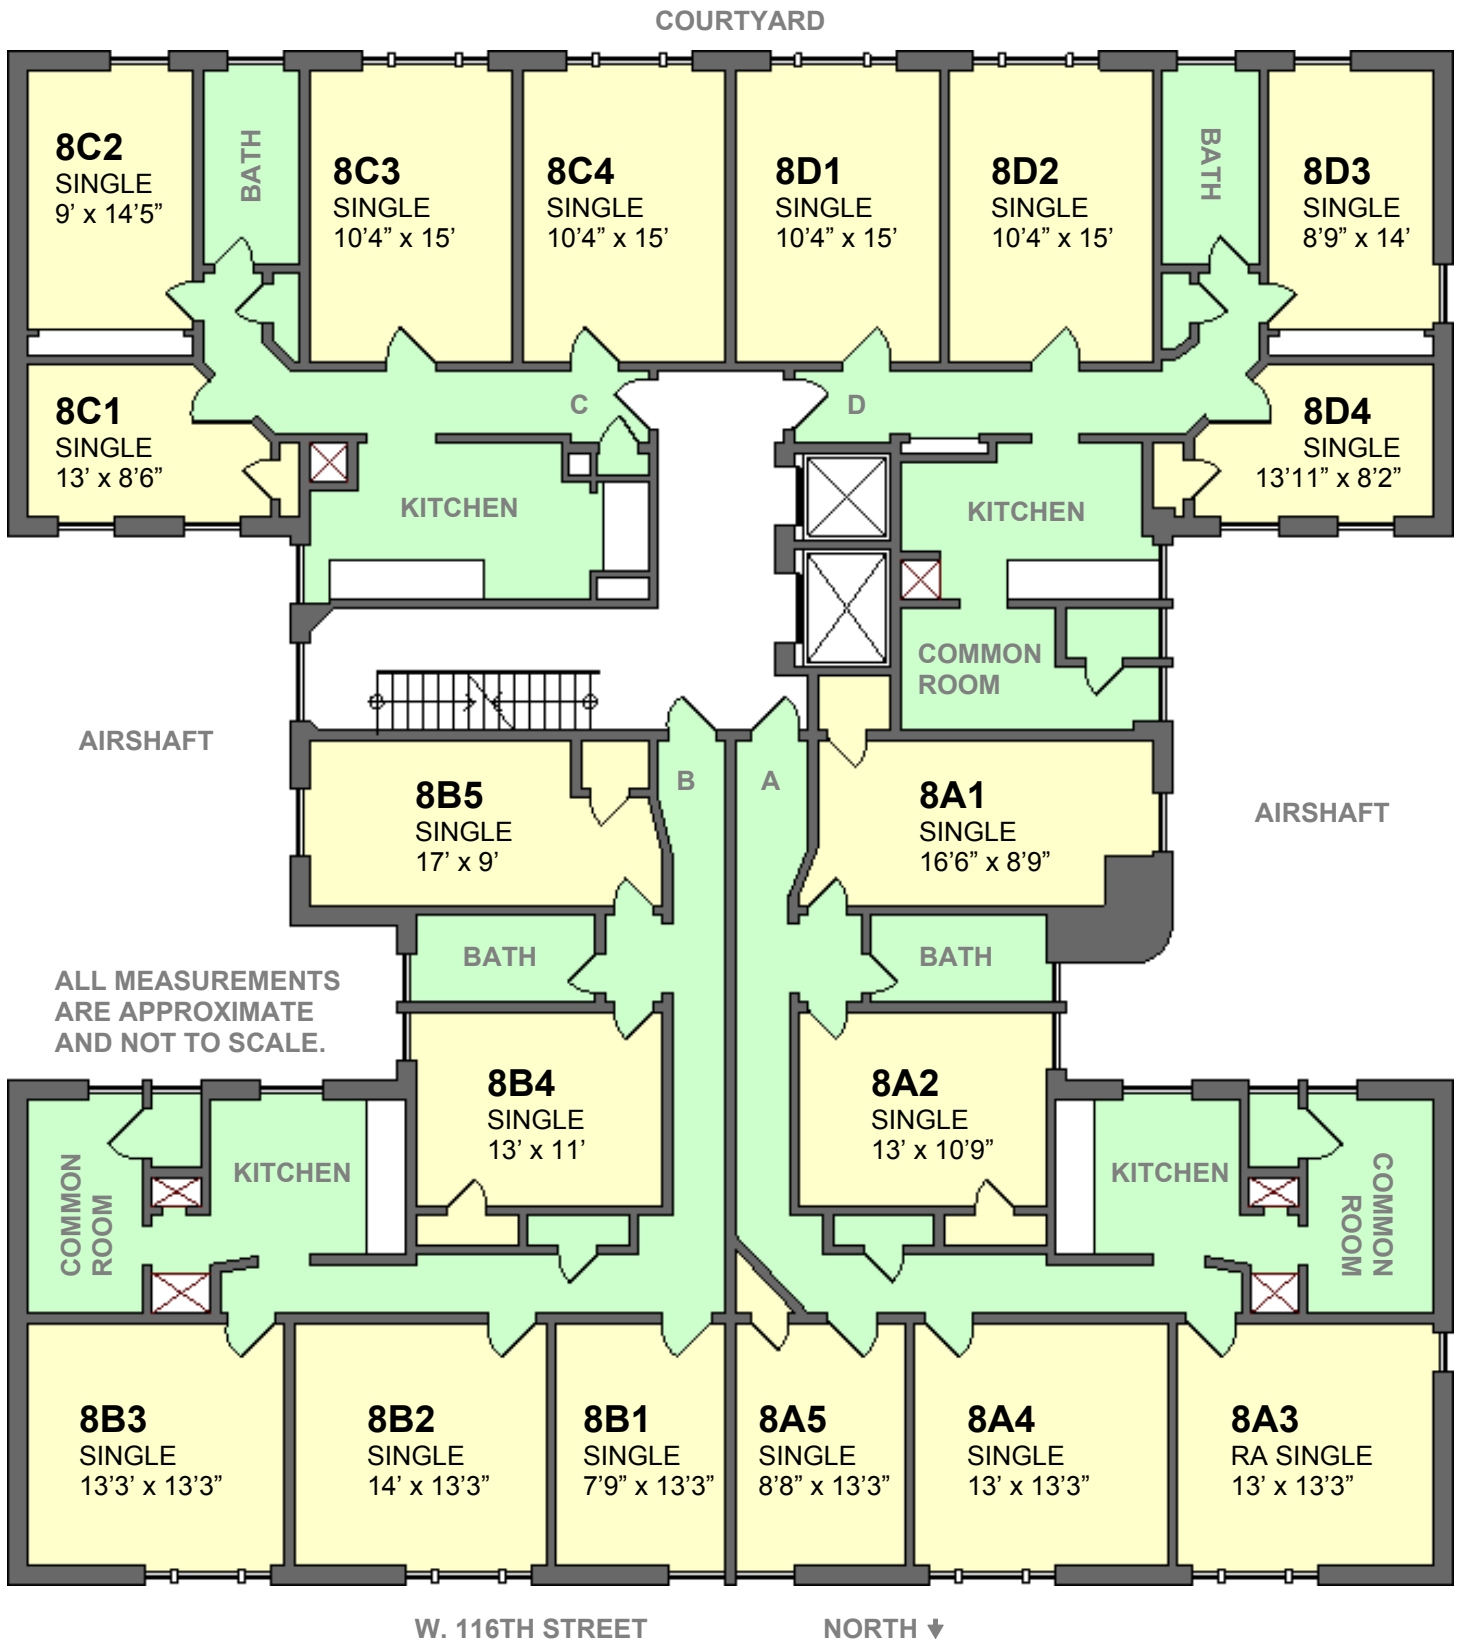 COURTYARD
8C2
SINGLE
9’ x 14’5”
BATH
8C3
SINGLE
10’4” x 15’
8C4
SINGLE
10’4” x 15’
8D1
SINGLE
10’4” x 15’
8D2
SINGLE
10’4” x 15’
BATH
8D3
SINGLE
8’9” x 14’
8C1
SINGLE
13’ x 8’6”
C
D
8D4
SINGLE
13’11” x 8’2”
KITCHEN
KITCHEN
COMMON
ROOM
AIRSHAFT
8B5
SINGLE
17’ x 9’
B
A
8A1
SINGLE
16’6” x 8’9”
AIRSHAFT
BATH
BATH
ALL MEASUREMENTS
ARE APPROXIMATE
AND NOT TO SCALE.
8B4
SINGLE
13’ x 11’
8A2
SINGLE
13’ x 10’9”
COMMON
ROOM
KITCHEN
KITCHEN
COMMON
ROOM
8B3
SINGLE
13’3’ x 13’3”
8B2
SINGLE
14’ x 13’3”
8B1
SINGLE
7’9” x 13’3”
8A5
SINGLE
8’8” x 13’3”
8A4
SINGLE
13’ x 13’3”
8A3
RA SINGLE
13’ x 13’3”
W. 116TH STREET
NORTH